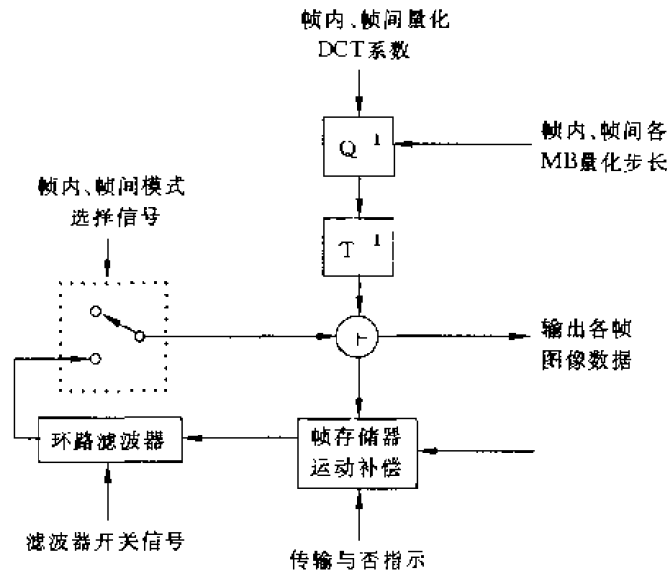 帧内、帧间量化
DCT系数
Q⁻¹
帧内、帧间各
MB量化步长
帧内、帧间模式
选择信号
T⁻¹
+
输出各帧
图像数据
环路滤波器
帧存储器
运动补偿
滤波器开关信号
传输与否指示